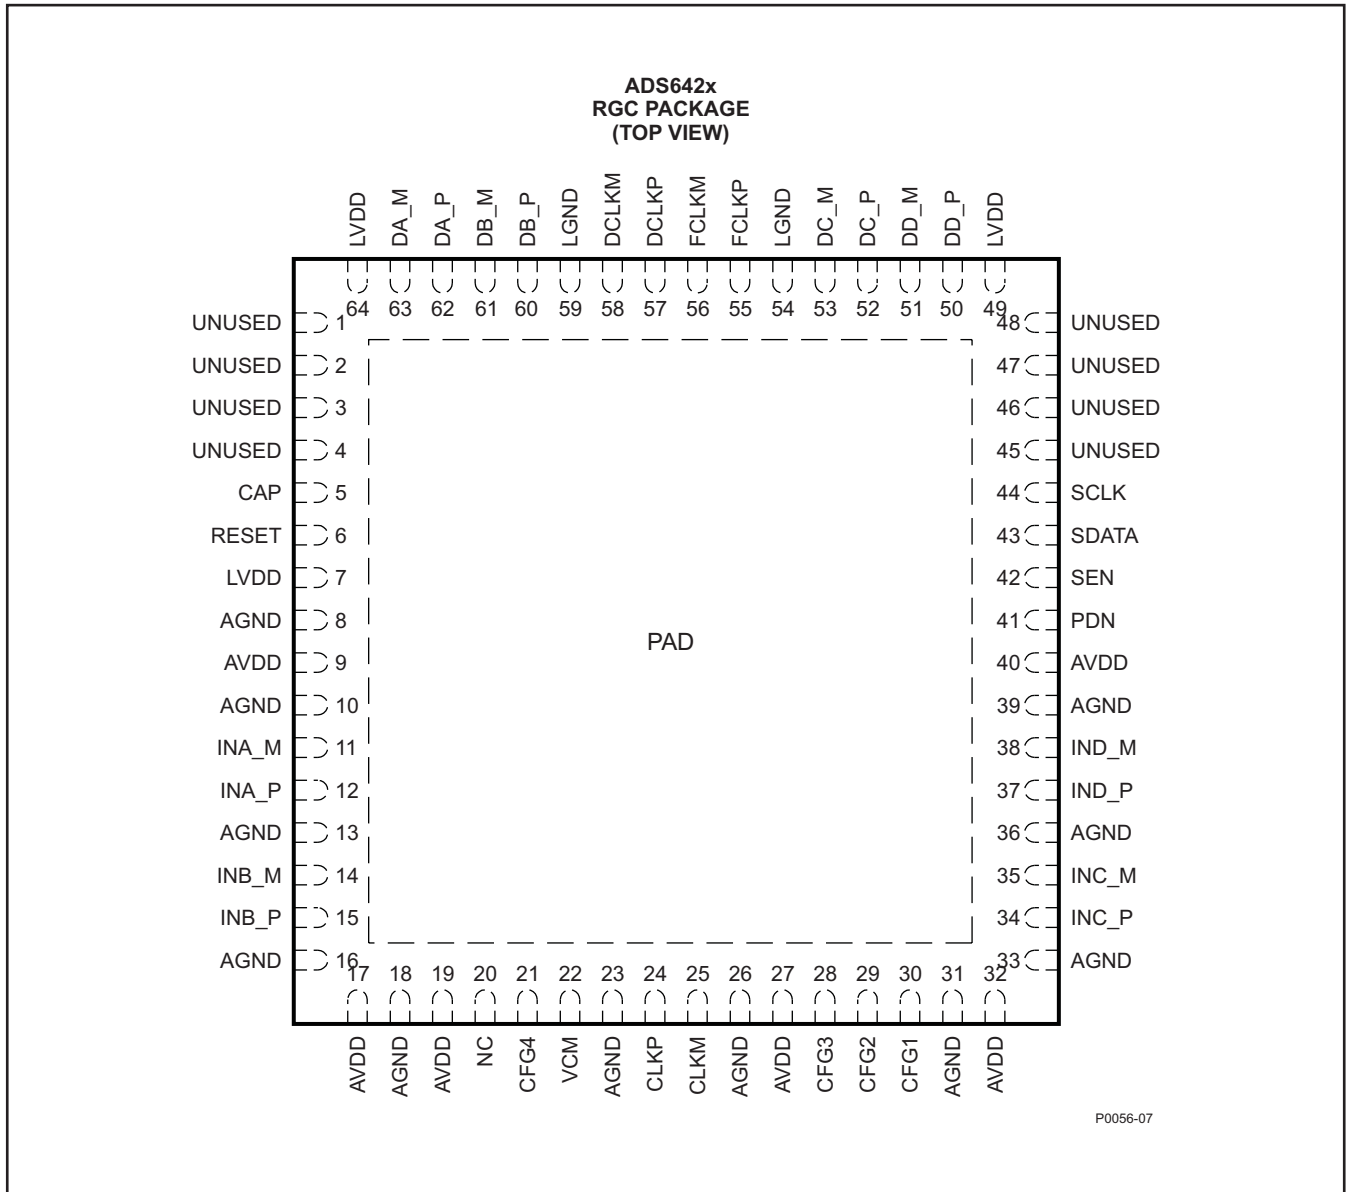 ADS642x
RGC PACKAGE
(TOP VIEW)
LVDD
DA_M
DA_P
DB_M
DB_P
LGND
DCLKM
DCLKP
FCLKM
FCLKP
LGND
DC_M
DC_P
DD_M
DD_P
LVDD
64 63 62 61 60 59 58 57 56 55 54 53 52 51 50 49
UNUSED 1 48 UNUSED
UNUSED 2 47 UNUSED
UNUSED 3 46 UNUSED
UNUSED 4 45 UNUSED
CAP 5 44 SCLK
RESET 6 43 SDATA
LVDD 7 42 SEN
AGND 8 41 PDN
PAD
AVDD 9 40 AVDD
AGND 10 39 AGND
INA_M 11 38 IND_M
INA_P 12 37 IND_P
AGND 13 36 AGND
INB_M 14 35 INC_M
INB_P 15 34 INC_P
AGND 16 33 AGND
17 18 19 20 21 22 23 24 25 26 27 28 29 30 31 32
AVDD
AGND
AVDD
NC
CFG4
VCM
AGND
CLKP
CLKM
AGND
AVDD
CFG3
CFG2
CFG1
AGND
AVDD
P0056-07